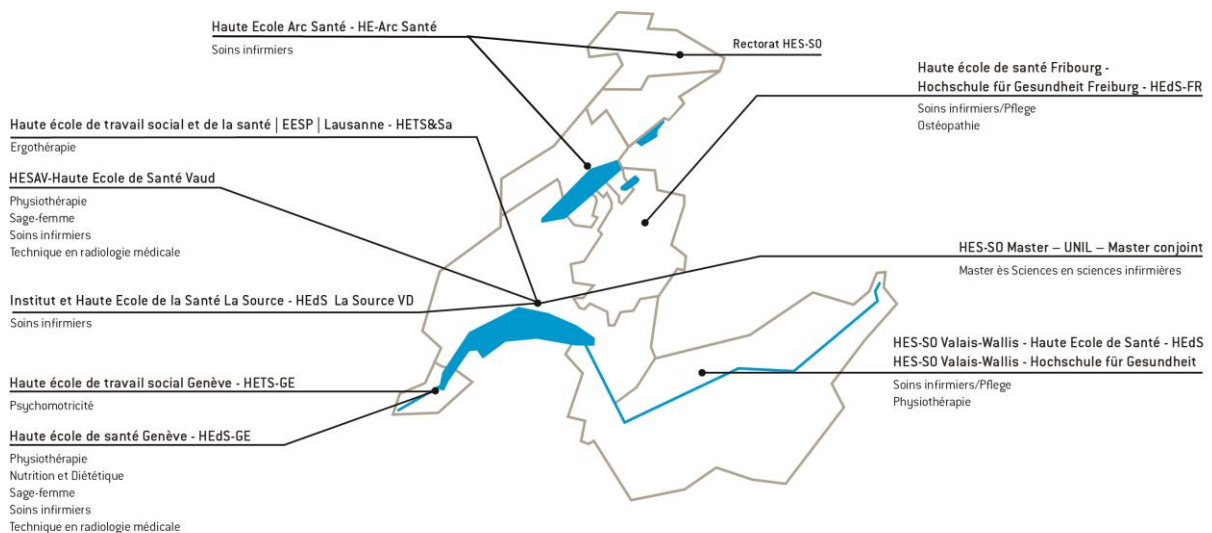 Haute Ecole Arc Santé - HE-Arc Santé
Soins infirmiers
Rectorat HES-SO
Haute école de santé Fribourg -
Hochschule für Gesundheit Freiburg - HEdS-FR
Soins infirmiers/Pflege
Ostéopathie
Haute école de travail social et de la santé | EESP | Lausanne - HETS&Sa
Ergothérapie
HESAV-Haute Ecole de Santé Vaud
Physiothérapie
Sage-femme
Soins infirmiers
Technique en radiologie médicale
HES-SO Master – UNIL – Master conjoint
Master ès Sciences en sciences infirmières
Institut et Haute Ecole de la Santé La Source - HEdS La Source VD
Soins infirmiers
HES-SO Valais-Wallis - Haute Ecole de Santé - HEdS
HES-SO Valais-Wallis - Hochschule für Gesundheit
Soins infirmiers/Pflege
Physiothérapie
Haute école de travail social Genève - HETS-GE
Psychomotricité
Haute école de santé Genève - HEdS-GE
Physiothérapie
Nutrition et Diététique
Sage-femme
Soins infirmiers
Technique en radiologie médicale